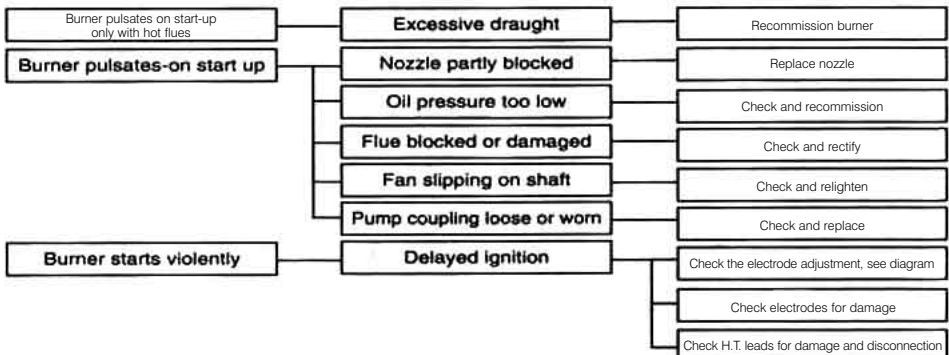 Burner pulsates on start-up
only with hot flues
Excessive draught
Recommission burner
Burner pulsates-on start up
Nozzle partly blocked
Replace nozzle
Oil pressure too low
Check and recommission
Flue blocked or damaged
Check and rectify
Fan slipping on shaft
Check and relighten
Pump coupling loose or worn
Check and replace
Burner starts violently
Delayed ignition
Check the electrode adjustment, see diagram
Check electrodes for damage
Check H.T. leads for damage and disconnection